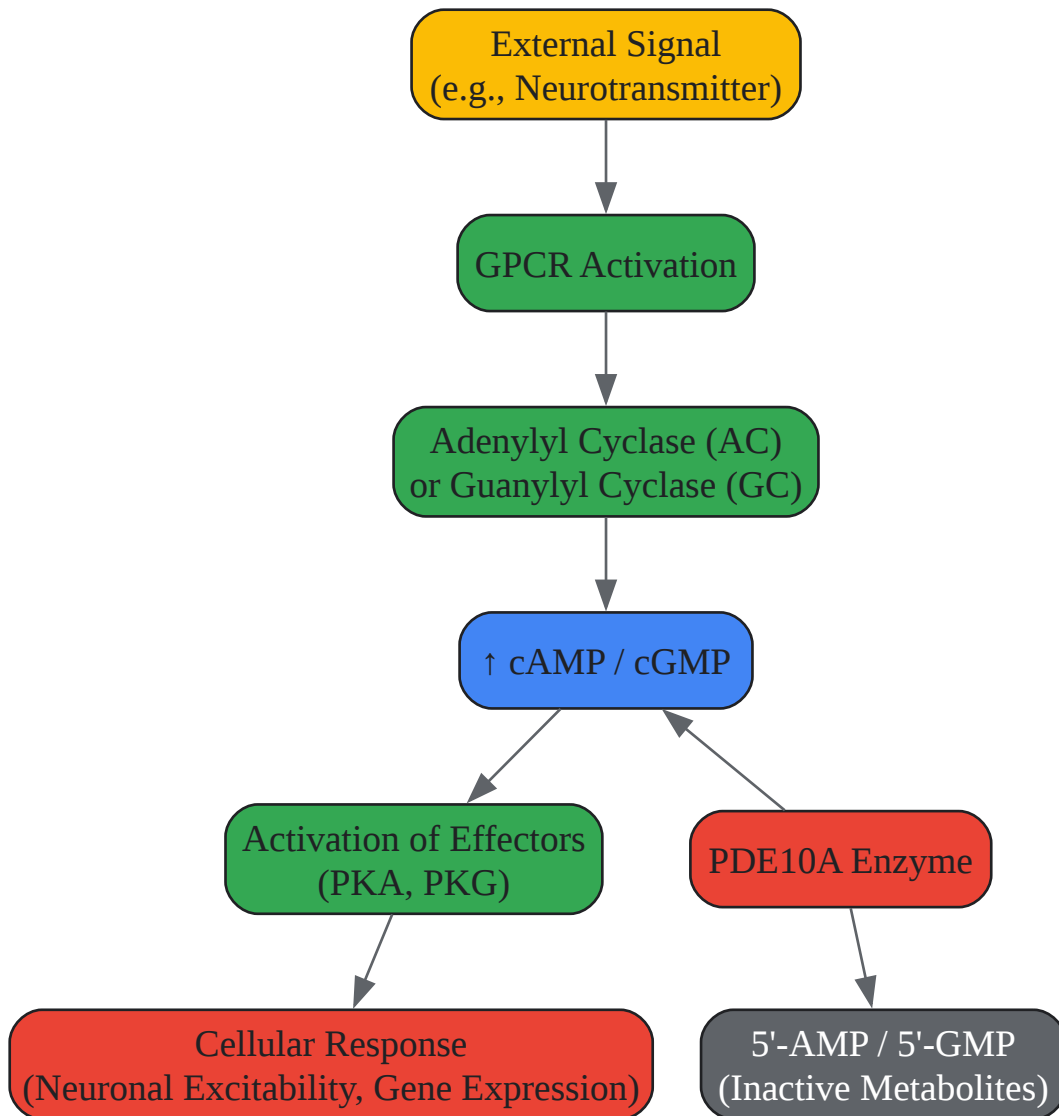 External Signal
(e.g., Neurotransmitter)
GPCR Activation
Adenylyl Cyclase (AC)
or Guanylyl Cyclase (GC)
↑ cAMP / cGMP
Activation of Effectors
(PKA, PKG)
PDE10A Enzyme
Cellular Response
(Neuronal Excitability, Gene Expression)
5'-AMP / 5'-GMP
(Inactive Metabolites)